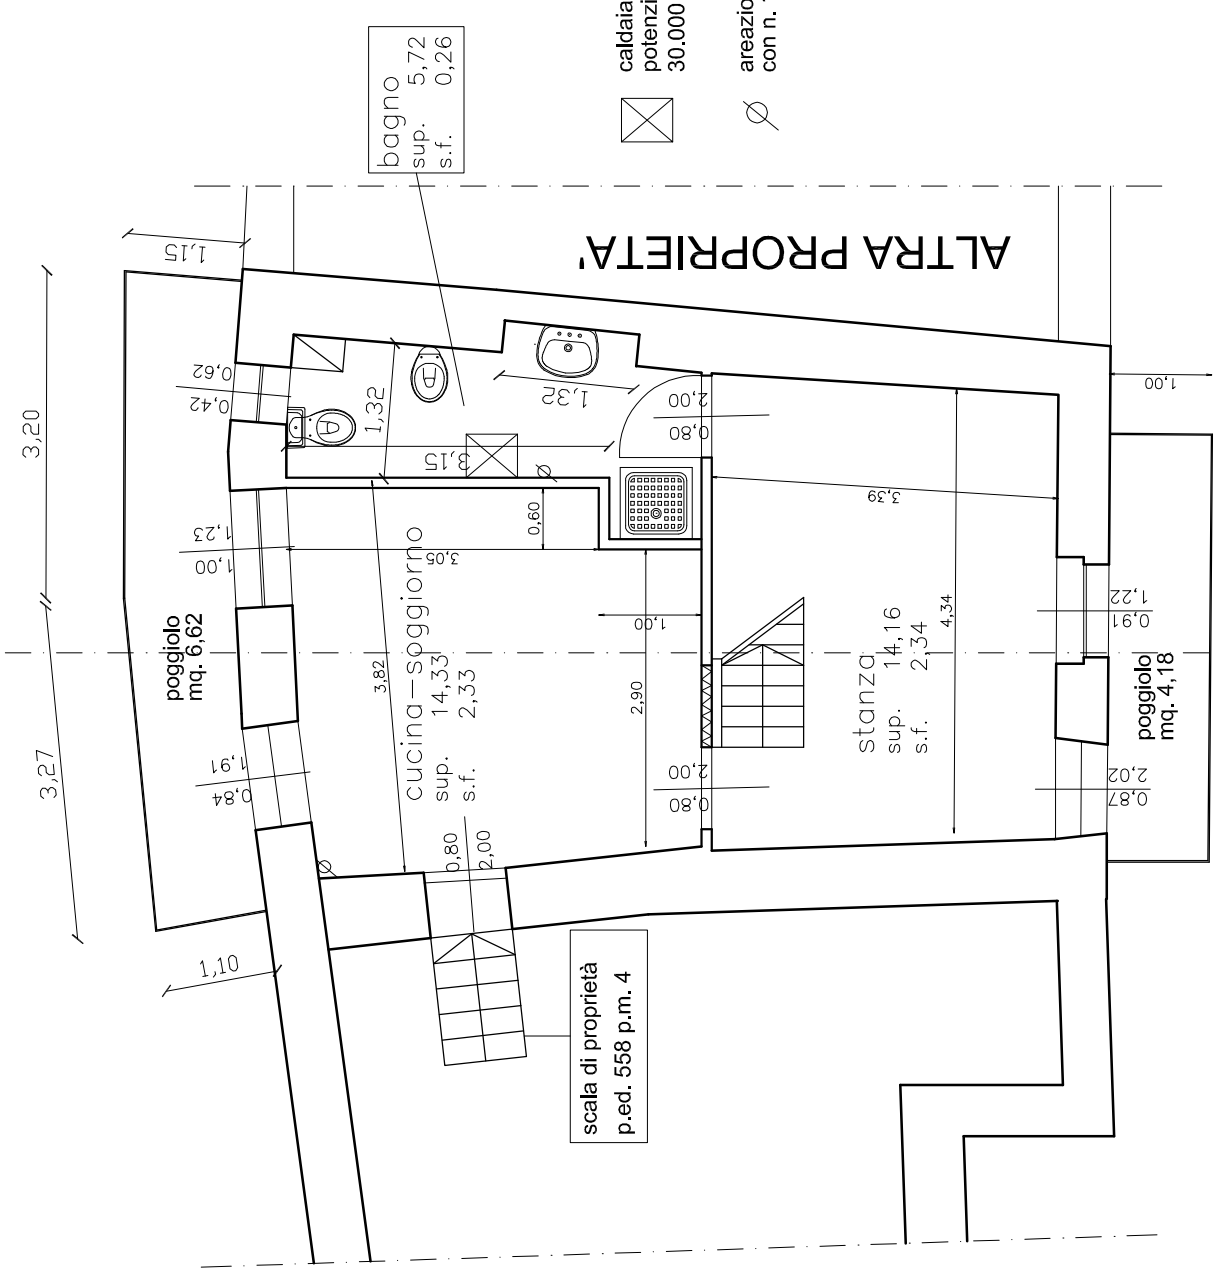 bagno
sup. 5,72
s.f. 0,26
caldaia
potenzi
30.000
areazio
con n.
ALTRA PROPRIETA'
1,15
3,20
3,27
1,10
poggiolo
mq. 6,62
0,62
0,42
1,23
1,00
1,91
0,84
1,32
3,15
1,32
2,00
0,80
0,60
3,05
3,82
cucina-soggiorno
sup. 14,33
s.f. 2,33
1,00
2,90
0,80
2,00
2,00
0,80
3,39
4,34
stanza
sup. 14,16
s.f. 2,34
1,00
1,22
0,91
2,02
0,87
poggiolo
mq. 4,18
scala di proprietà
p.ed. 558 p.m. 4